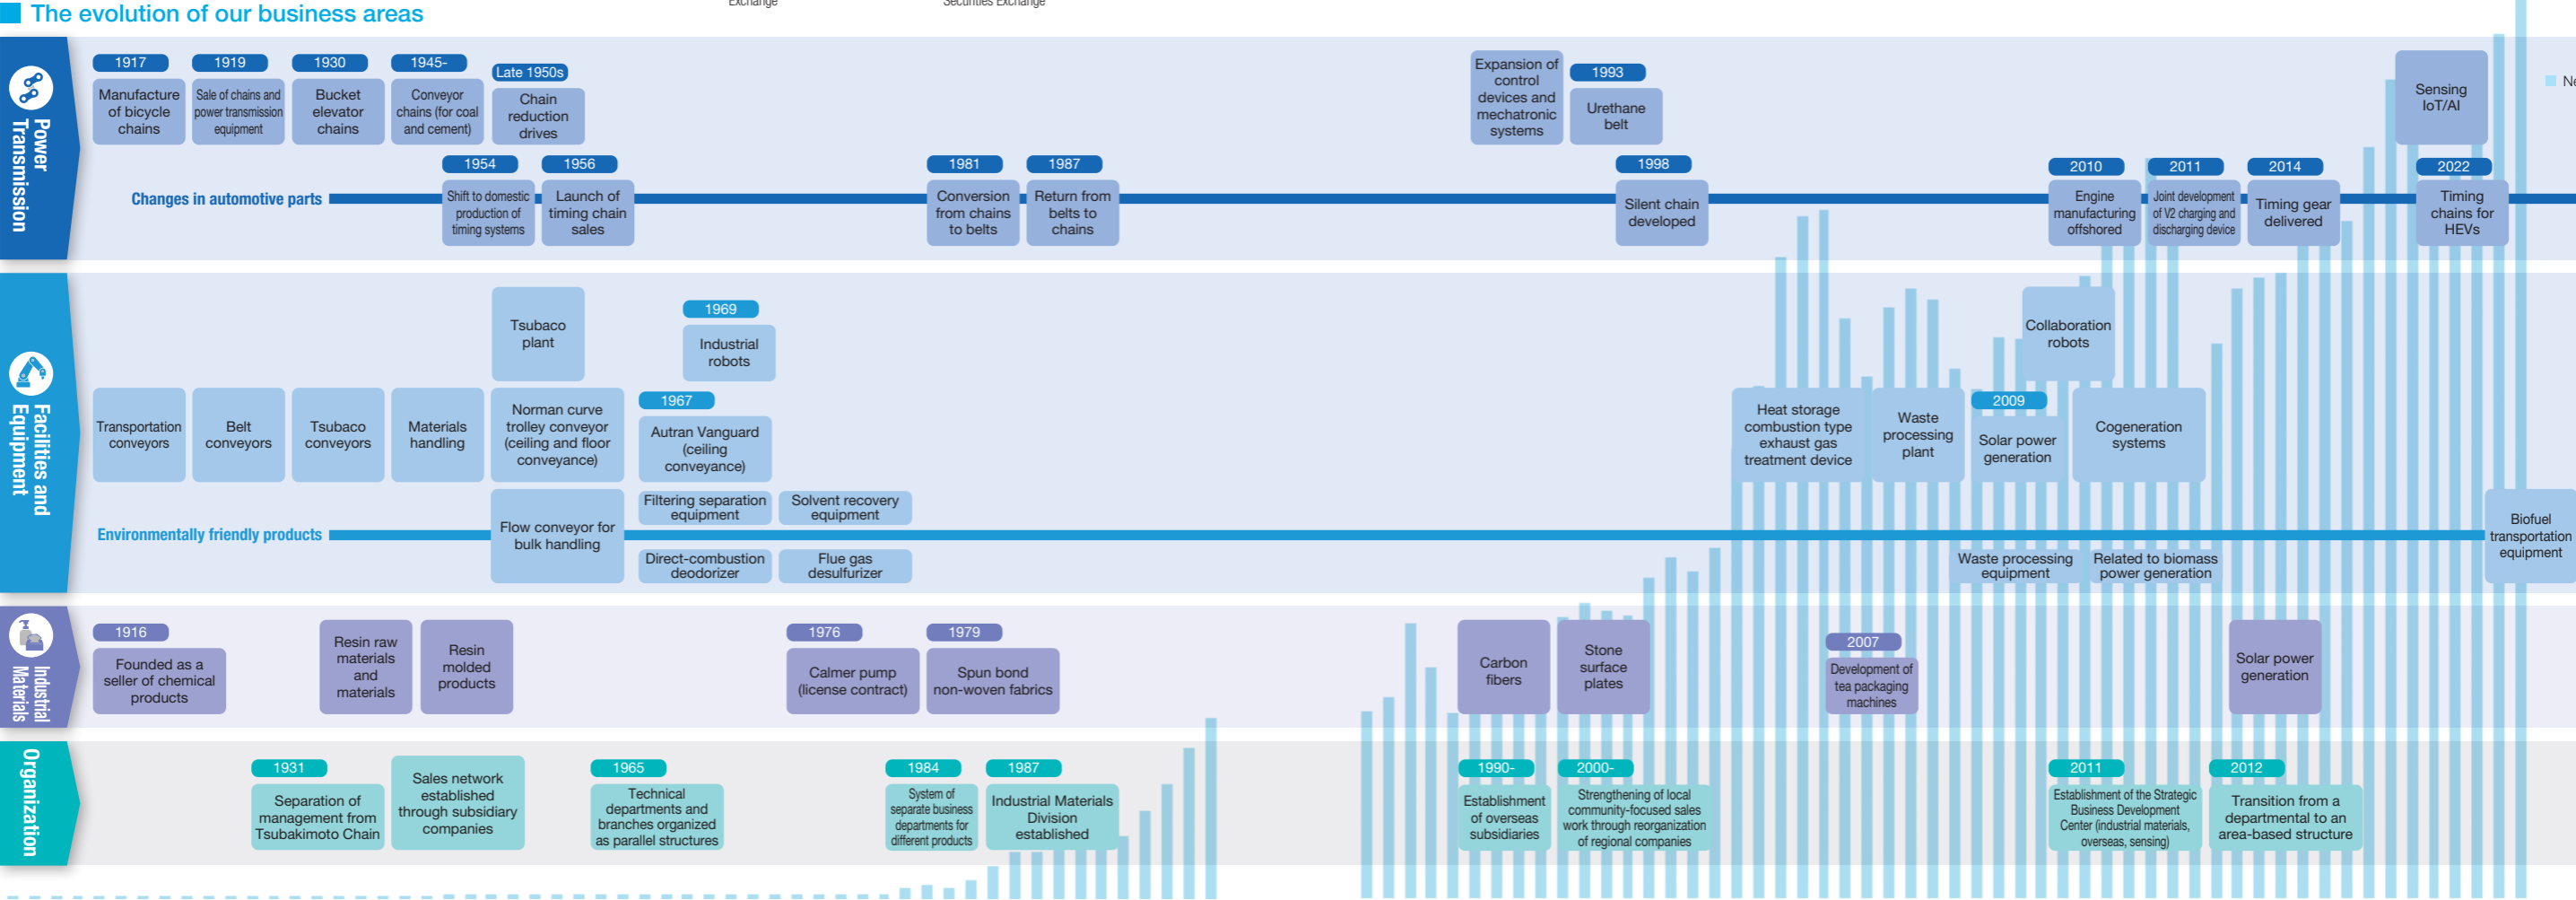 Exchange
Securities Exchange
The evolution of our business areas
Power
Transmission
1917
Manufacture
of bicycle
chains
1919
Sale of chains and
power transmission
equipment
1930
Bucket
elevator
chains
1945-
Conveyor
chains (for coal
and cement)
Late 1950s
Chain
reduction
drives
Expansion of
control
devices and
mechatronic
systems
1993
Urethane
belt
Sensing
IoT/AI
Changes in automotive parts
1954
Shift to domestic
production of
timing systems
1956
Launch of
timing chain
sales
1981
Conversion
from chains
to belts
1987
Return from
belts to
chains
1998
Silent chain
developed
2010
Engine
manufacturing
offshored
2011
Joint development
of V2 charging and
discharging device
2014
Timing gear
delivered
2022
Timing
chains for
HEVs
Facilities and
Equipment
Tsubaco
plant
1969
Industrial
robots
Collaboration
robots
Transportation
conveyors
Belt
conveyors
Tsubaco
conveyors
Materials
handling
Norman curve
trolley conveyor
(ceiling and floor
conveyance)
1967
Autran Vanguard
(ceiling
conveyance)
Heat storage
combustion type
exhaust gas
treatment device
Waste
processing
plant
2009
Solar power
generation
Cogeneration
systems
Environmentally friendly products
Flow conveyor for
bulk handling
Filtering separation
equipment
Solvent recovery
equipment
Direct-combustion
deodorizer
Flue gas
desulfurizer
Waste processing
equipment
Related to biomass
power generation
Biofuel
transportation
equipment
Industrial
Materials
1916
Founded as a
seller of chemical
products
Resin raw
materials
and
materials
Resin
molded
products
1976
Calmer pump
(license contract)
1979
Spun bond
non-woven fabrics
Carbon
fibers
Stone
surface
plates
2007
Development of
tea packaging
machines
Solar power
generation
Organization
1931
Separation of
management from
Tsubakimoto Chain
Sales network
established
through subsidiary
companies
1965
Technical
departments and
branches organized
as parallel structures
1984
System of
separate business
departments for
different products
1987
Industrial Materials
Division
established
1990-
Establishment
of overseas
subsidiaries
2000-
Strengthening of local
community-focused sales
work through reorganization
of regional companies
2011
Establishment of the Strategic
Business Development
Center (industrial materials,
overseas, sensing)
2012
Transition from a
departmental to an
area-based structure